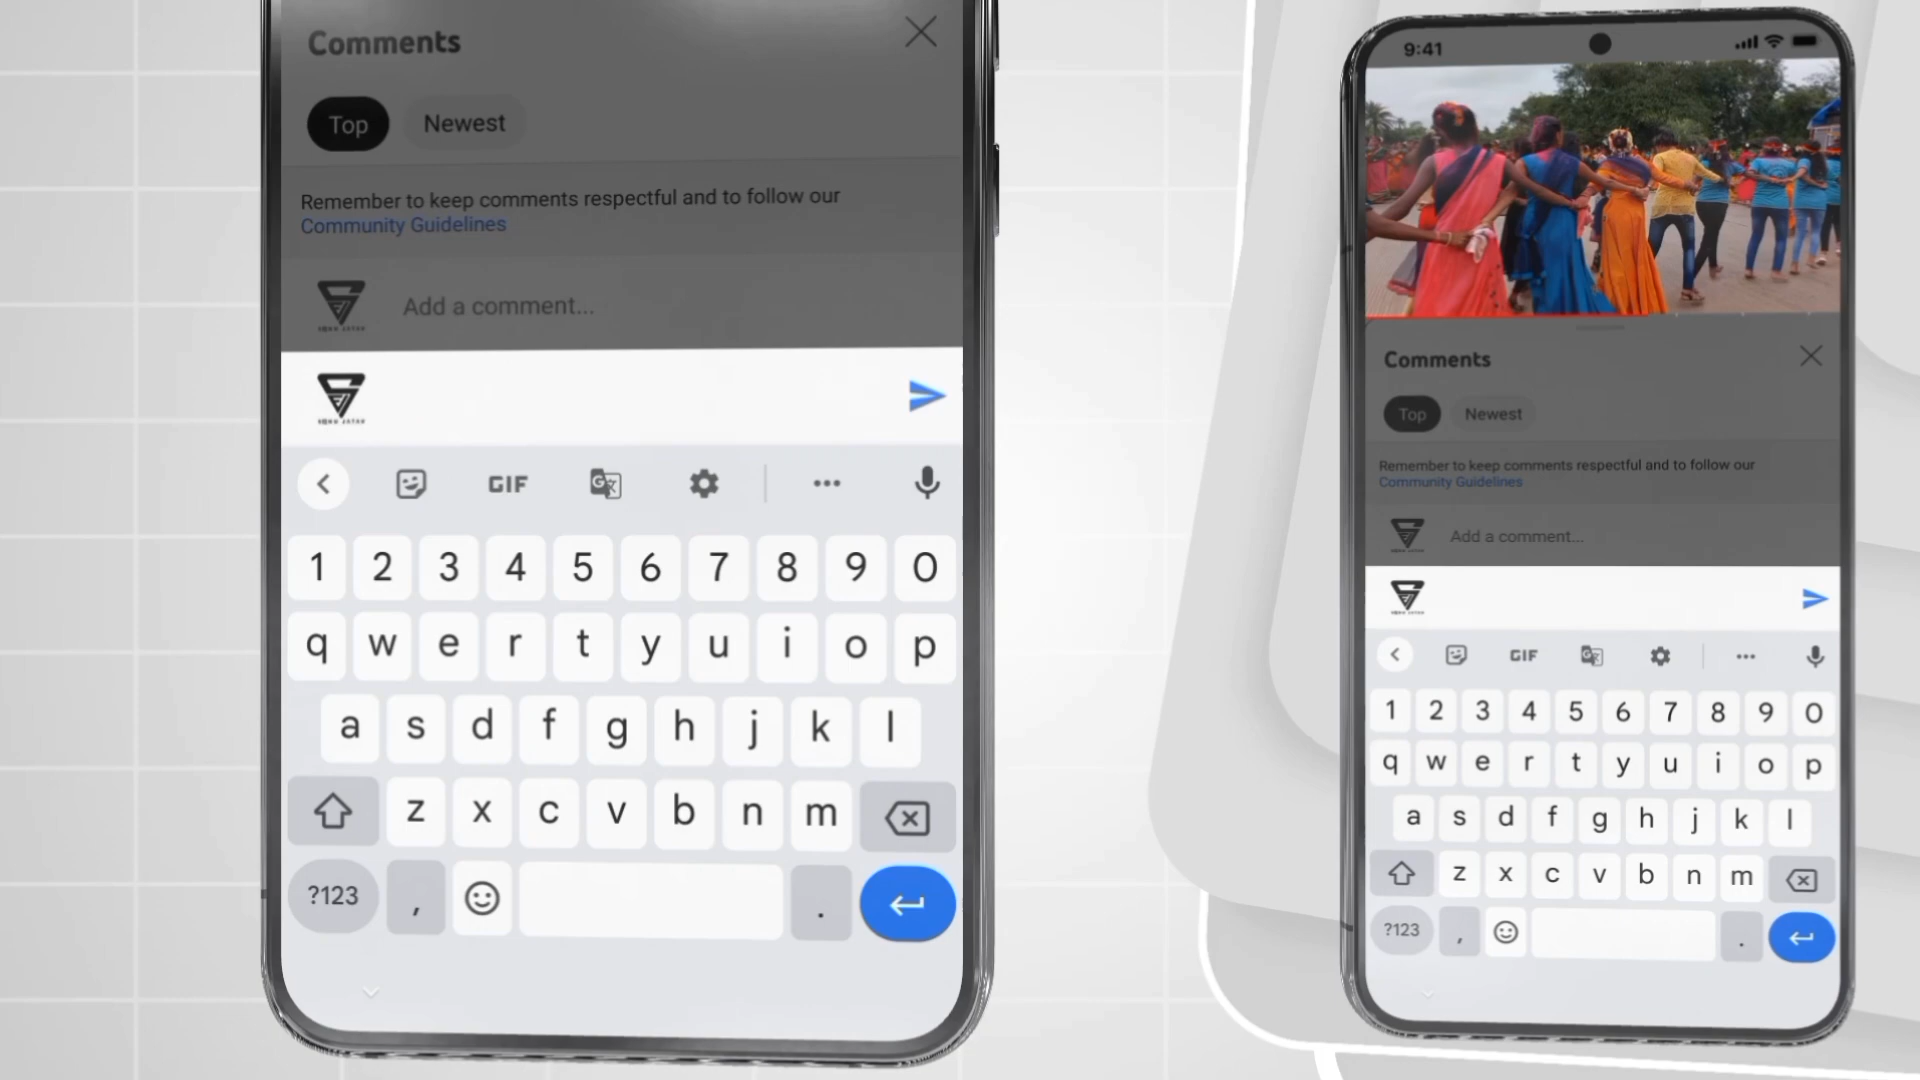 Comments
Top
Newest
Remember to keep comments respectful and to follow our
Community Guidelines
Add a comment...
GIF
1 2 3 4 5 6 7 8 9 0
q w e r t y u i o p
a s d f g h j k l
z x c v b n m
?123 , .
9:41
Comments
Top
Newest
Remember to keep comments respectful and to follow our
Community Guidelines
Add a comment...
GIF
1 2 3 4 5 6 7 8 9 0
q w e r t y u i o p
a s d f g h j k l
z x c v b n m
?123 , .